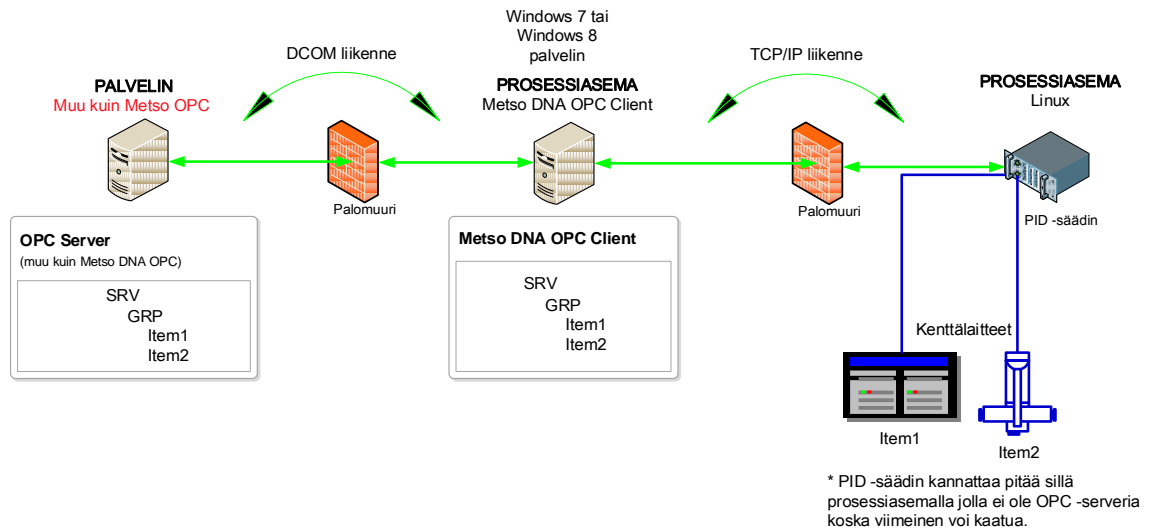 Windows 7 tai
Windows 8
palvelin
DCOM liikenne
TCP/IP liikenne
PALVELIN
Muu kuin Metso OPC
PROSESSIASEMA
Metso DNA OPC Client
PROSESSIASEMA
Linux
Palomuuri
Palomuuri
PID -säädin
OPC Server
(muu kuin Metso DNA OPC)
SRV
GRP
Item1
Item2
Metso DNA OPC Client
SRV
GRP
Item1
Item2
Kenttälaitteet
Item1
Item2
* PID -säädin kannattaa pitää sillä
prosessiasemalla jolla ei ole OPC -serveria
koska viimeinen voi kaatua.